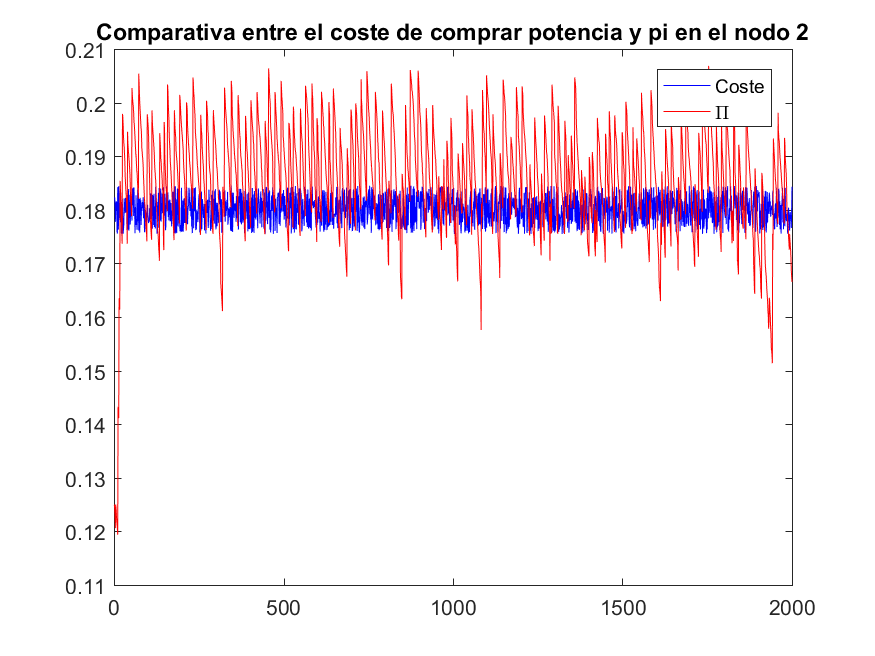 Comparativa entre el coste de comprar potencia y pi en el nodo 2
0.21
0.2
0.19
0.18
0.17
0.16
0.15
0.14
0.13
0.12
0.11
Coste
Π
0 500 1000 1500 2000